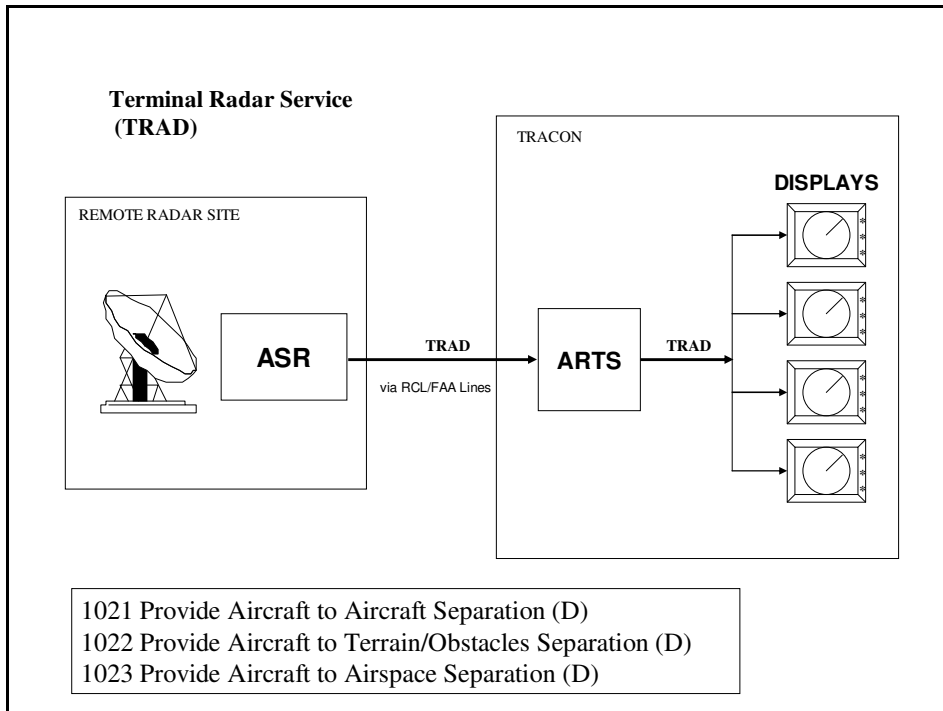 Terminal Radar Service
(TRAD)
TRACON
DISPLAYS
REMOTE RADAR SITE
ASR
TRAD
via RCL/FAA Lines
ARTS
TRAD
* * *
* * *
* * *
* * *
1021 Provide Aircraft to Aircraft Separation (D)
1022 Provide Aircraft to Terrain/Obstacles Separation (D)
1023 Provide Aircraft to Airspace Separation (D)